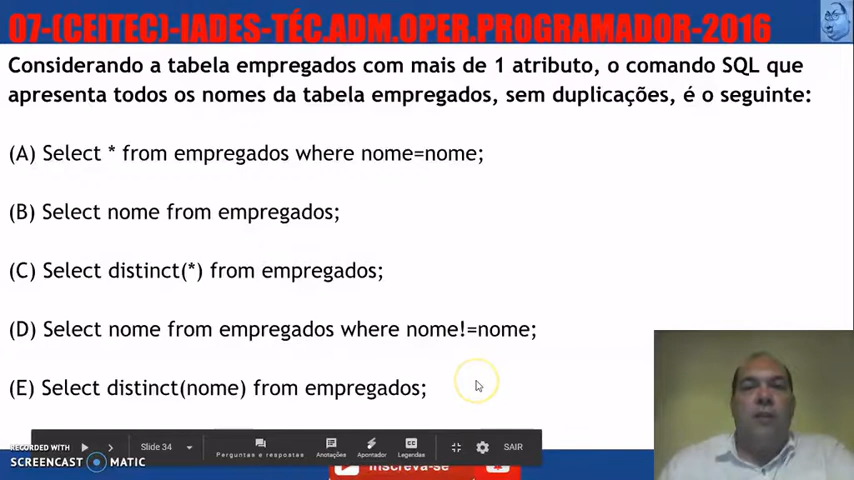 07-(CEITEC)-IADES-TÉC.ADM.OPER.PROGRAMADOR-2016
Considerando a tabela empregados com mais de 1 atributo, o comando SQL que
apresenta todos os nomes da tabela empregados, sem duplicações, é o seguinte:
(A) Select * from empregados where nome=nome;
(B) Select nome from empregados;
(C) Select distinct(*) from empregados;
(D) Select nome from empregados where nome!=nome;
(E) Select distinct(nome) from empregados;
Slide 34
Perguntas e respostas
Anotações
Apontador
Legendas
SAIR
RECORDED WITH
SCREENCAST MATIC
Inscreva-se